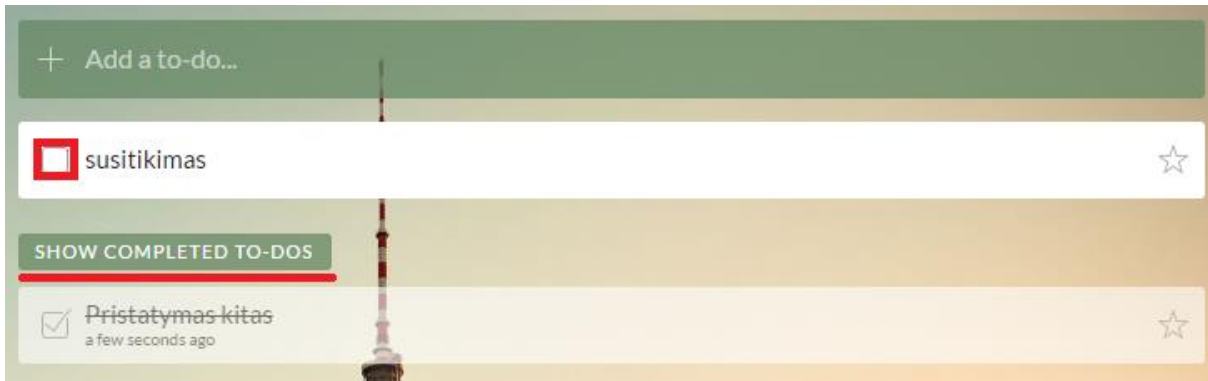 Add a to-do...
susitikimas
SHOW COMPLETED TO-DOS
Pristatymas kitas
a few seconds ago